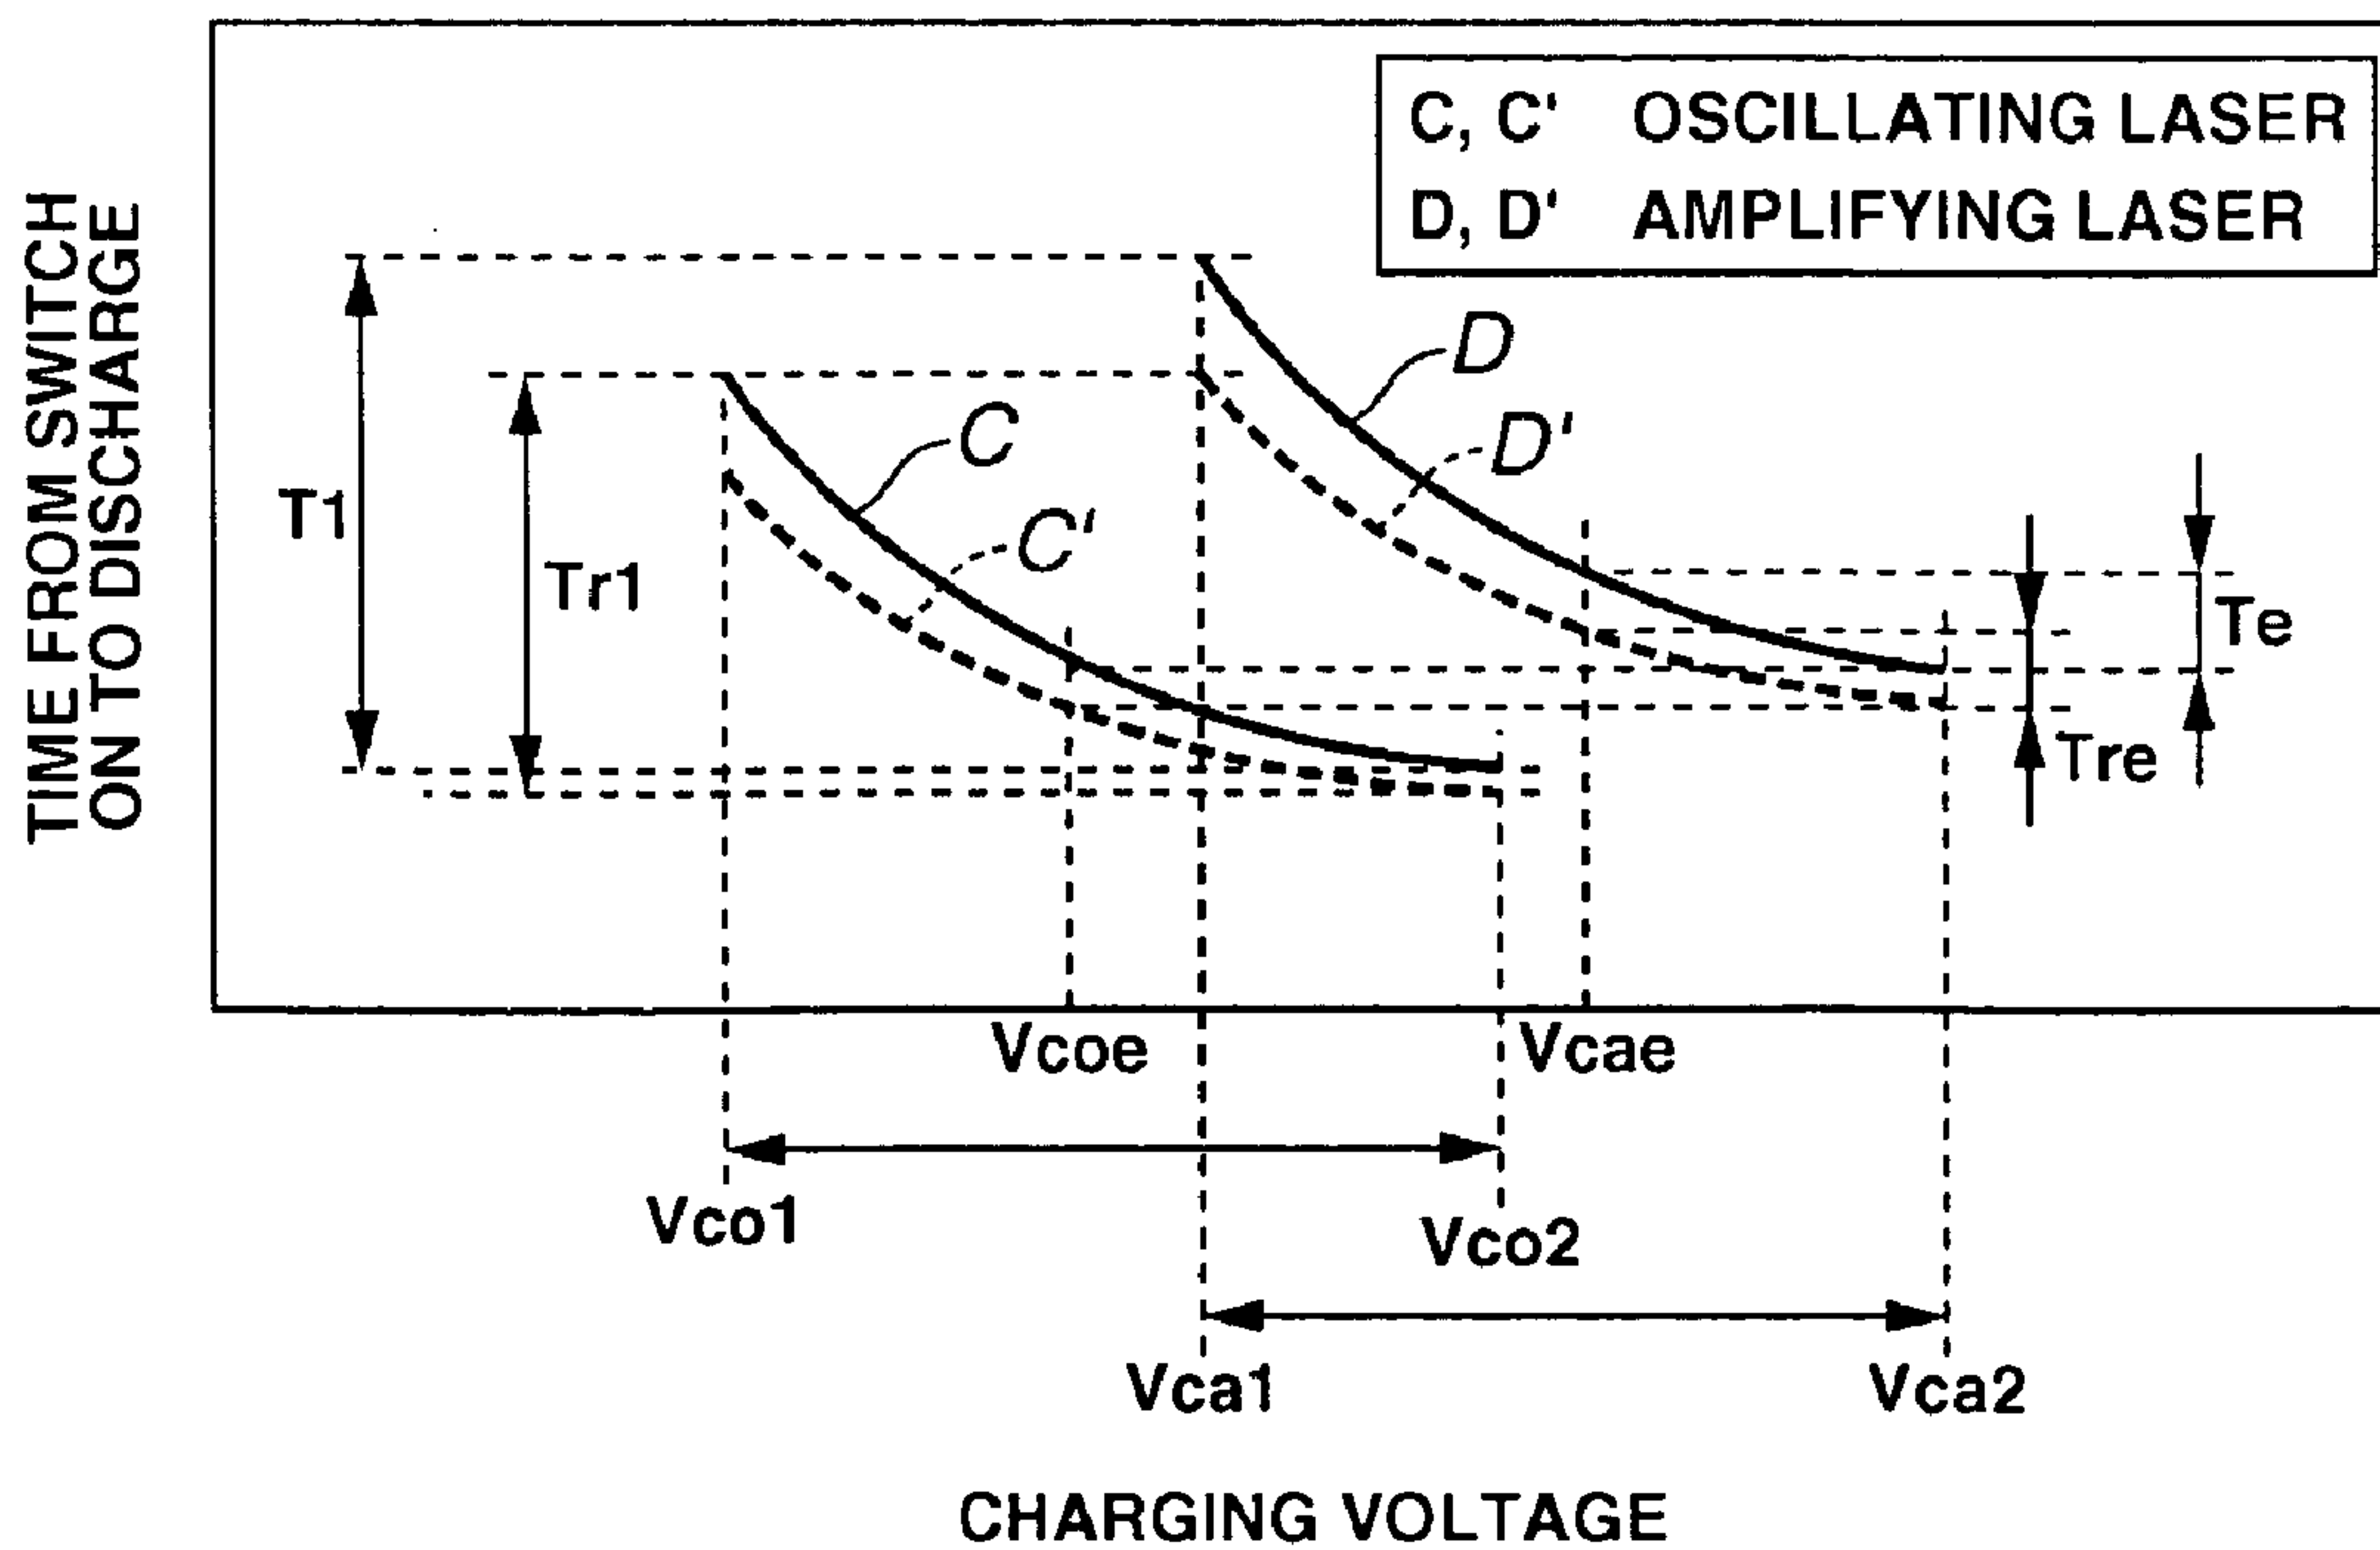 C, C' OSCILLATING LASER
D, D' AMPLIFYING LASER
TIME FROM SWITCH
ON TO DISCHARGE
D
C
D'
C'
T1
Tr1
Te
Tre
Vcoe
Vcae
Vco1
Vco2
Vca1
Vca2
CHARGING VOLTAGE